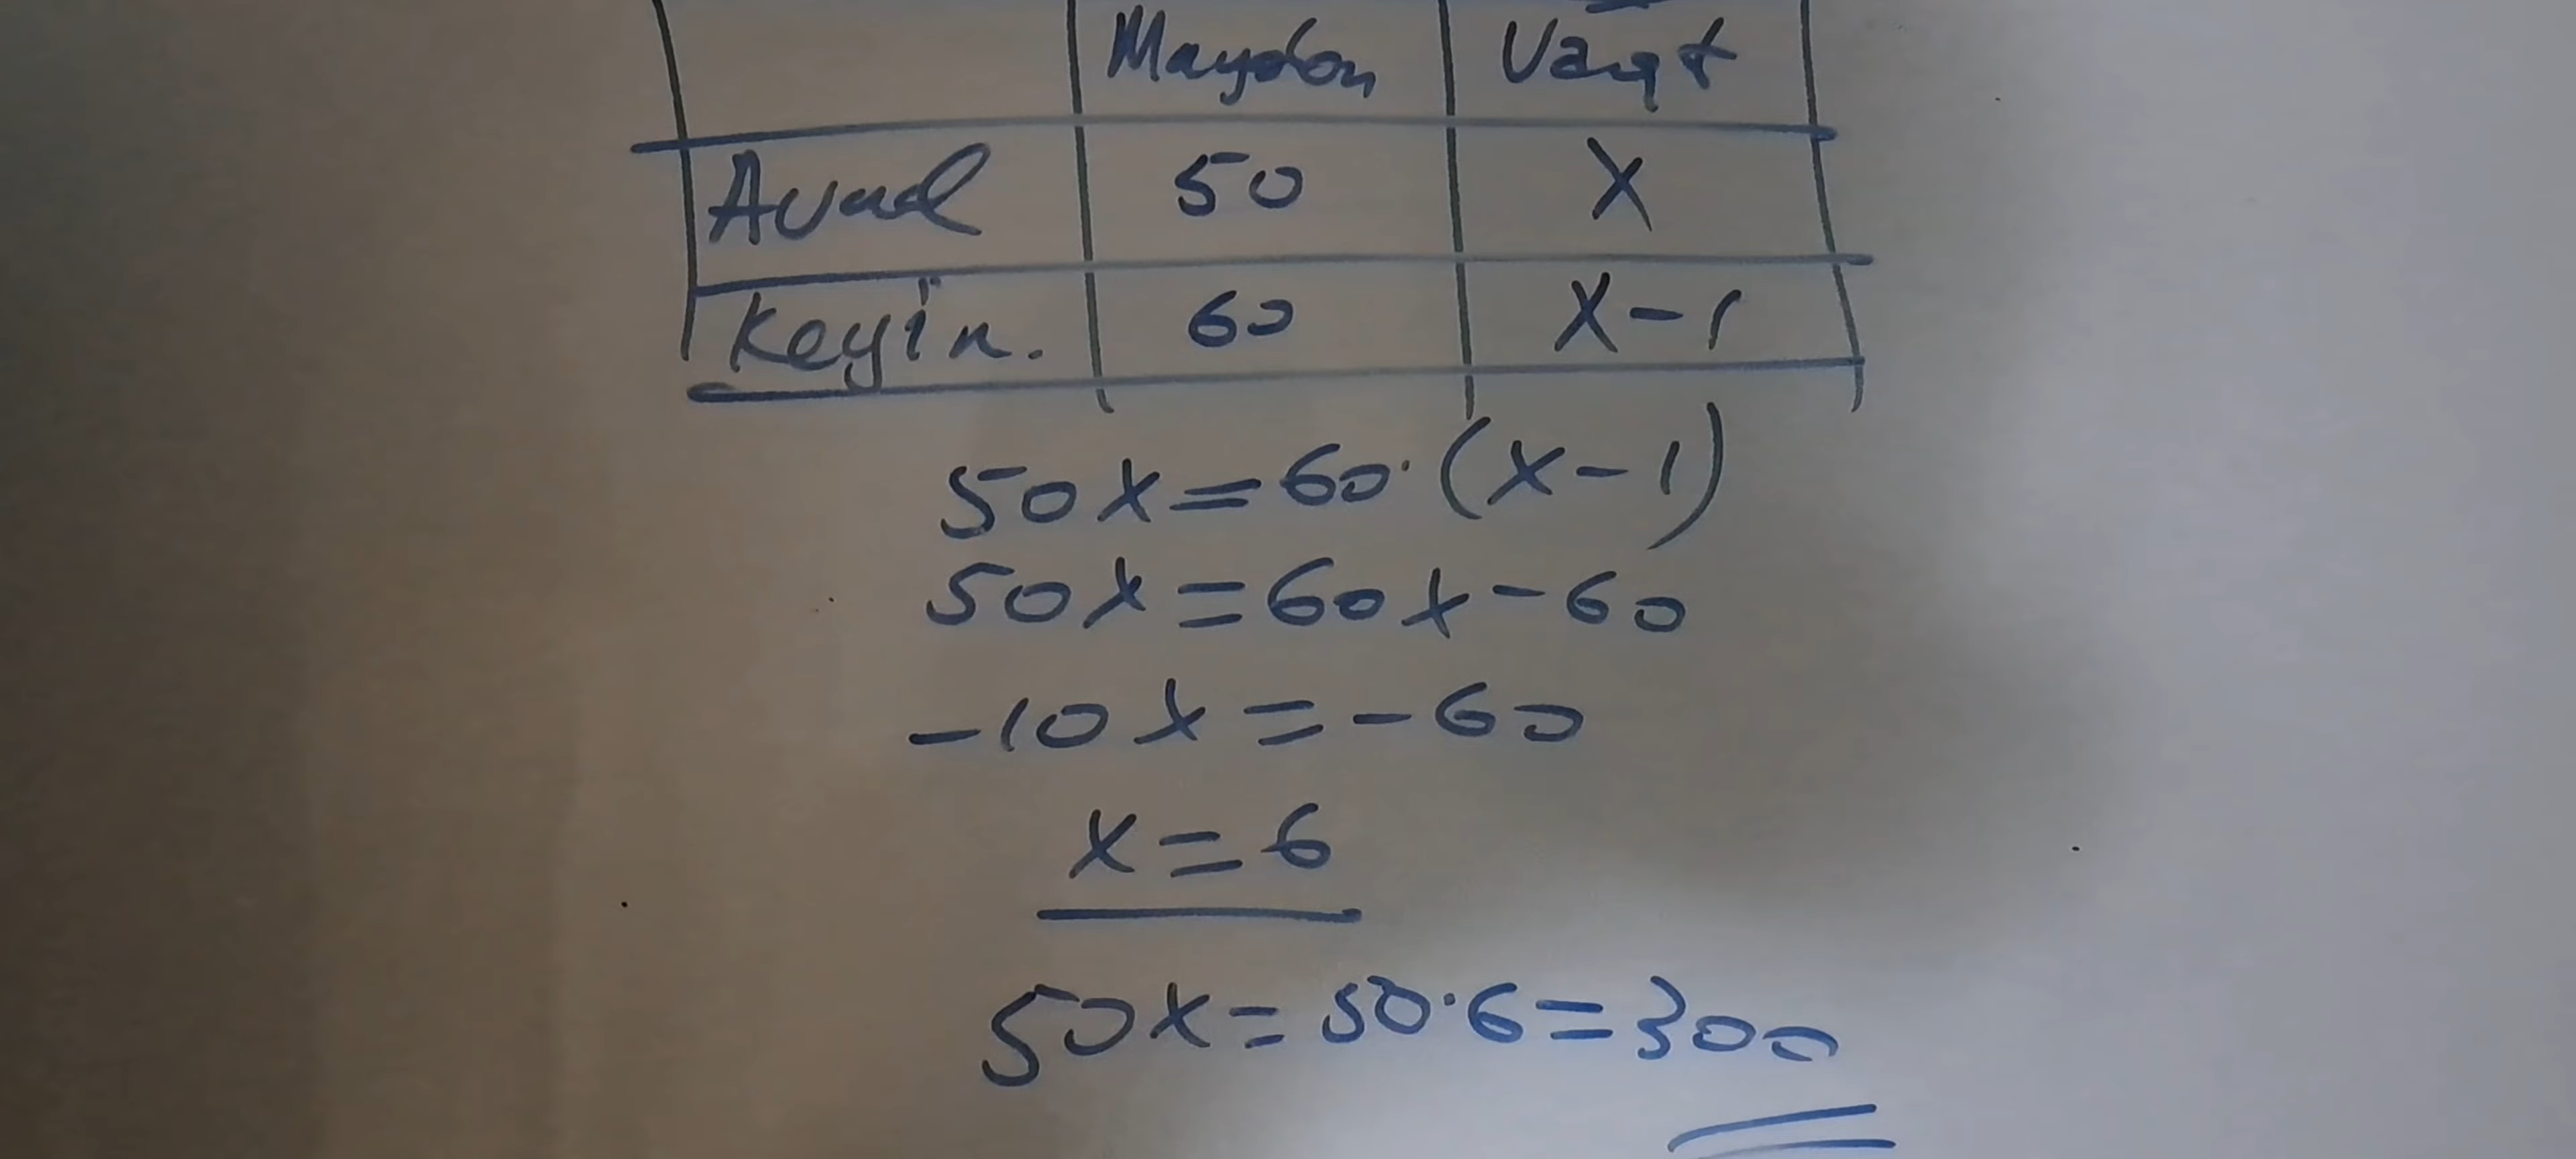 Maydon Vaqt
Avval 50 X
Keyin. 60 X-1
50x=60·(x-1)
50x=60x-60
-10x=-60
x=6
50x=50·6=300